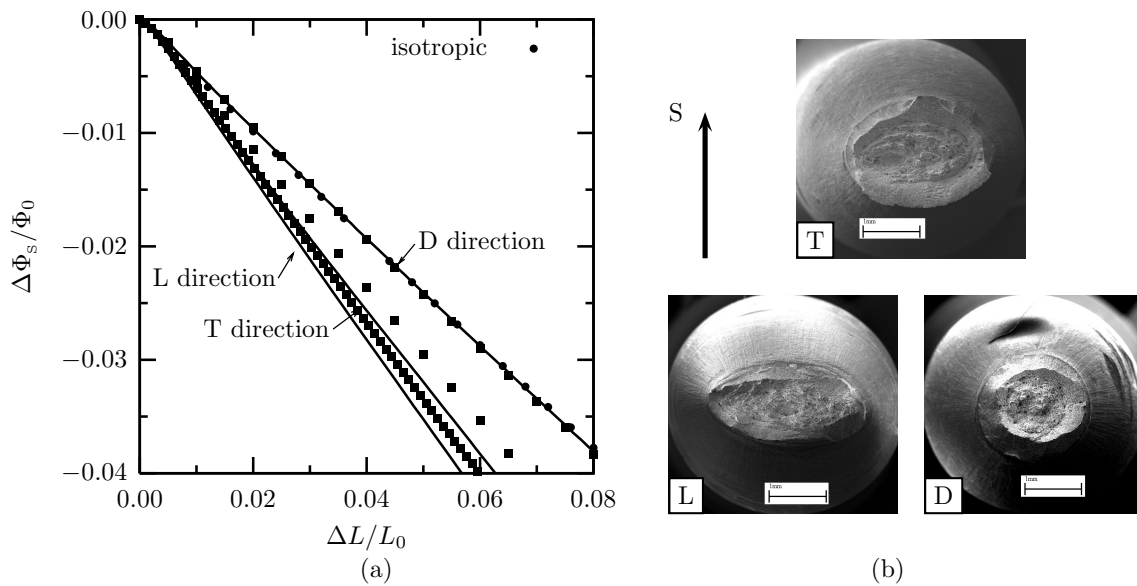 0.00
−0.01
−0.02
−0.03
−0.04
ΔΦs/Φ0
isotropic
D direction
L direction
T direction
0.00 0.02 0.04 0.06 0.08
ΔL/L0
(a)
S
1mm
T
1mm
L
1mm
D
(b)